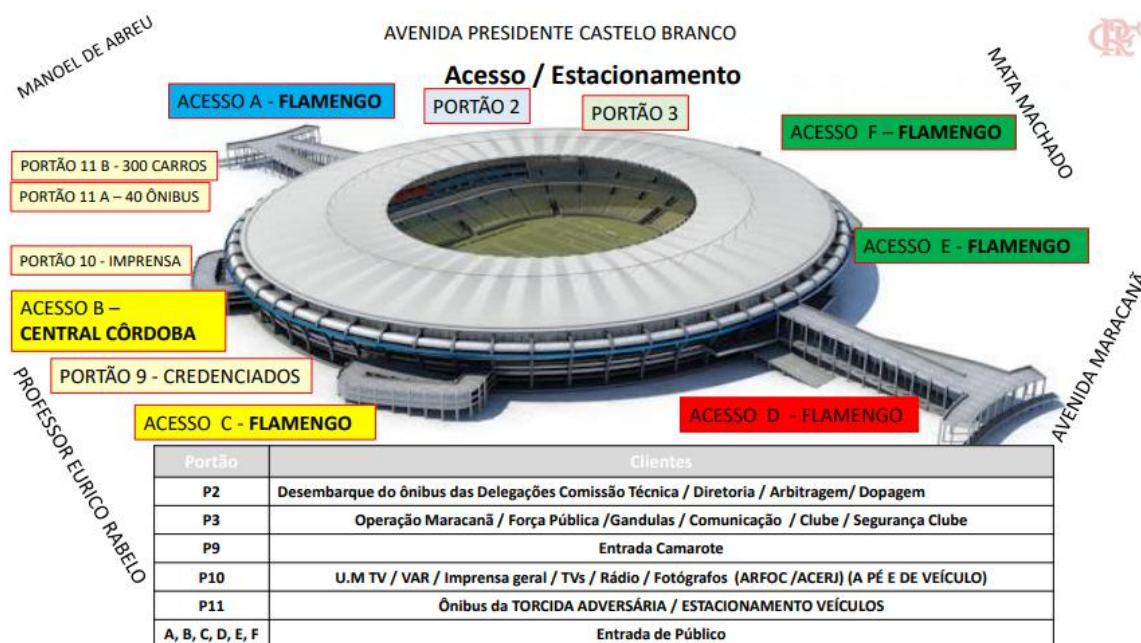 MANOEL DE ABREU
AVENIDA PRESIDENTE CASTELO BRANCO
MATA MACHADO
Acesso / Estacionamento
ACESSO A - FLAMENGO
PORTÃO 2
PORTÃO 3
ACESSO F – FLAMENGO
PORTÃO 11 B - 300 CARROS
PORTÃO 11 A – 40 ÔNIBUS
PORTÃO 10 - IMPRENSA
ACESSO E - FLAMENGO
ACESSO B –
CENTRAL CÔRDOBA
AVENIDA MARACANÃ
PORTÃO 9 - CREDENCIADOS
PROFESSOR EURICO RABELO
ACESSO C - FLAMENGO
ACESSO D - FLAMENGO
Portão Clientes
P2 Desembarque do ônibus das Delegações Comissão Técnica / Diretoria / Arbitragem/ Dopagem
P3 Operação Maracanã / Força Pública /Gandulas / Comunicação / Clube / Segurança Clube
P9 Entrada Camarote
P10 U.M TV / VAR / Imprensa geral / TVs / Rádio / Fotógrafos (ARFOC /ACERJ) (A PÉ E DE VEÍCULO)
P11 Ônibus da TORCIDA ADVERSÁRIA / ESTACIONAMENTO VEÍCULOS
A, B, C, D, E, F Entrada de Público